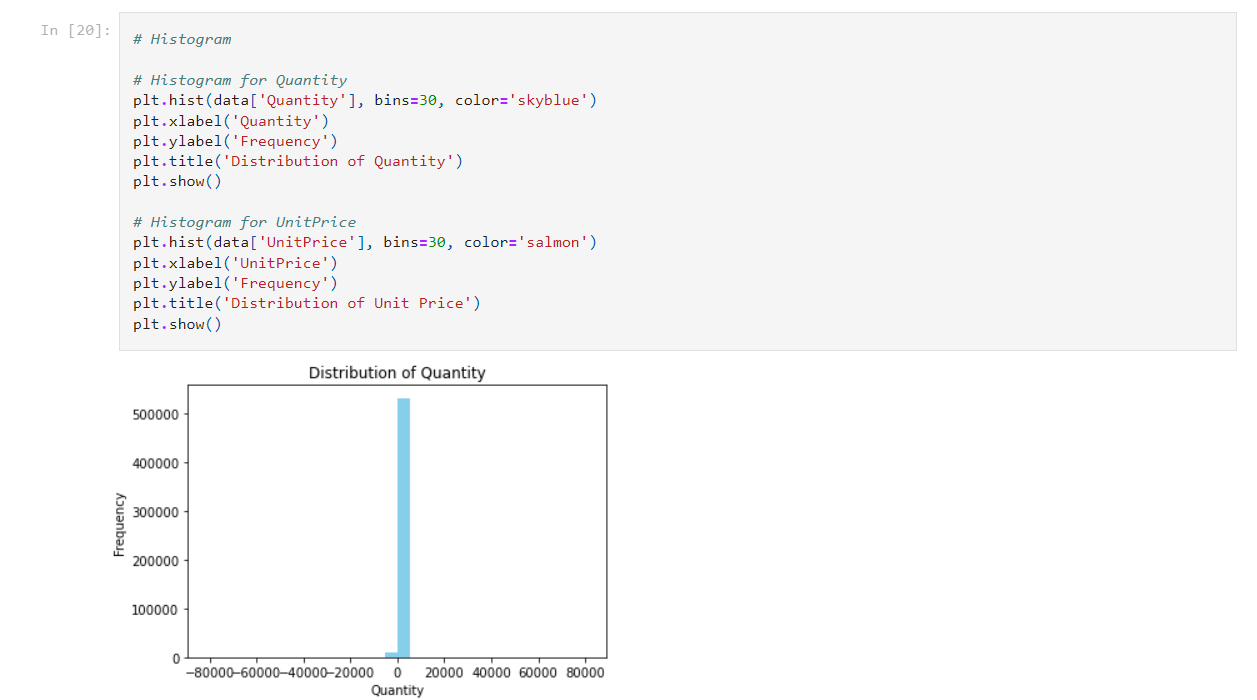 In [20]:
# Histogram
# Histogram for Quantity
plt.hist(data['Quantity'], bins=30, color='skyblue')
plt.xlabel('Quantity')
plt.ylabel('Frequency')
plt.title('Distribution of Quantity')
plt.show()
# Histogram for UnitPrice
plt.hist(data['UnitPrice'], bins=30, color='salmon')
plt.xlabel('UnitPrice')
plt.ylabel('Frequency')
plt.title('Distribution of Unit Price')
plt.show()
Distribution of Quantity
500000
400000
300000
200000
100000
0
Frequency
−80000−60000−40000−20000 0 20000 40000 60000 80000
Quantity